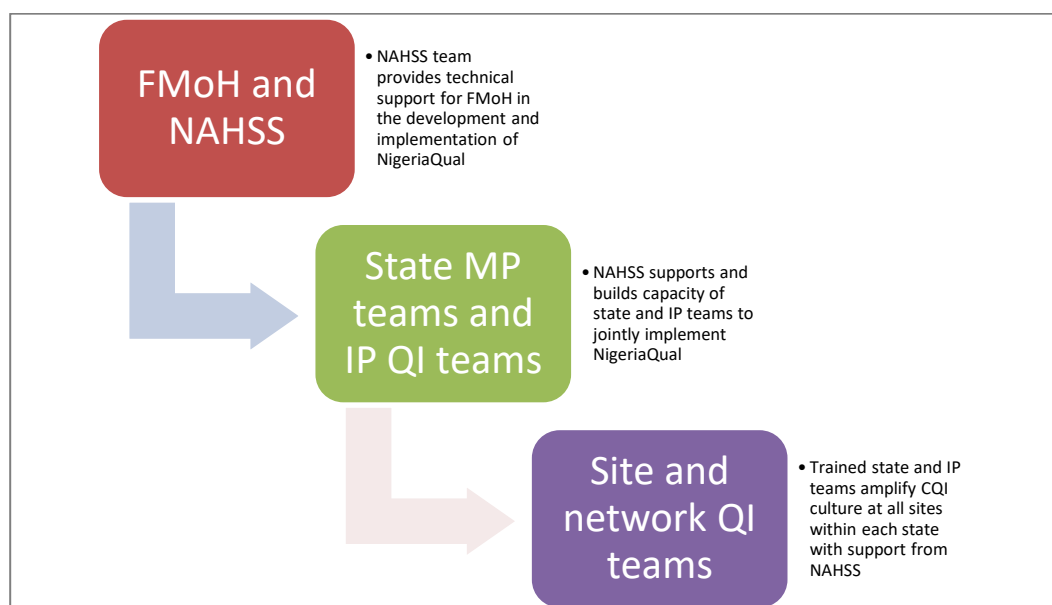 FMoH and
NAHSS
• NAHSS team
provides technical
support for FMoH in
the development and
implementation of
NigeriaQual
State MP
teams and
IP QI teams
• NAHSS supports and
builds capacity of
state and IP teams to
jointly implement
NigeriaQual
Site and
network QI
teams
• Trained state and IP
teams amplify CQI
culture at all sites
within each state
with support from
NAHSS